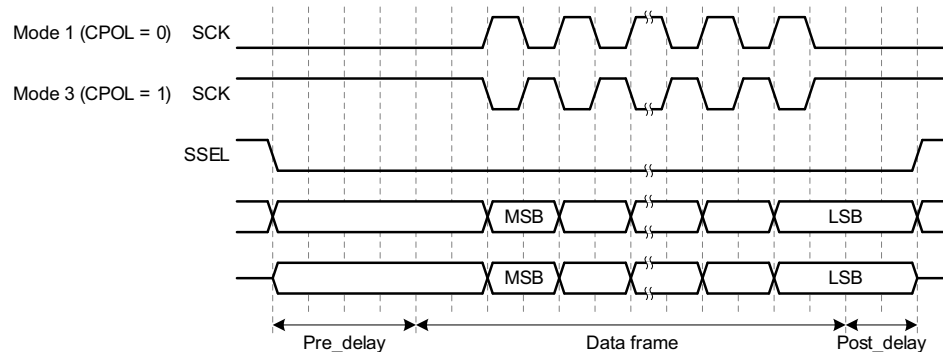 Mode 1 (CPOL = 0) SCK
Mode 3 (CPOL = 1) SCK
SSEL
MSB LSB
MSB LSB
Pre_delay Data frame Post_delay